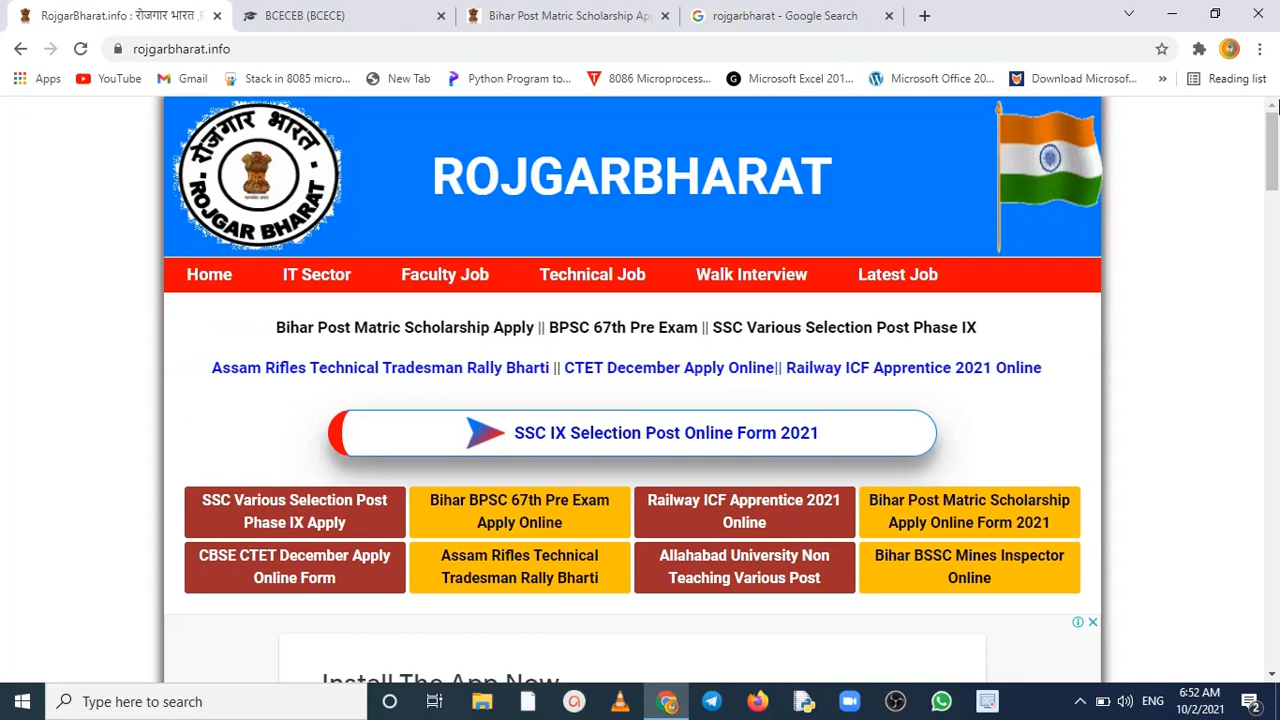 RojgarBharat.info : रोजगार भारत ,R
BCECEB (BCECE)
Bihar Post Matric Scholarship App
rojgarbharat - Google Search
rojgarbharat.info
Apps
YouTube
Gmail
Stack in 8085 micro...
New Tab
Python Program to...
8086 Microprocess...
Microsoft Excel 201...
Microsoft Office 20...
Download Microsof...
»
Reading list
रोजगार भारत
ROJGAR BHARAT
ROJGARBHARAT
Home IT Sector Faculty Job Technical Job Walk Interview Latest Job
Bihar Post Matric Scholarship Apply || BPSC 67th Pre Exam || SSC Various Selection Post Phase IX
Assam Rifles Technical Tradesman Rally Bharti || CTET December Apply Online|| Railway ICF Apprentice 2021 Online
SSC IX Selection Post Online Form 2021
SSC Various Selection Post
Phase IX Apply
Bihar BPSC 67th Pre Exam
Apply Online
Railway ICF Apprentice 2021
Online
Bihar Post Matric Scholarship
Apply Online Form 2021
CBSE CTET December Apply
Online Form
Assam Rifles Technical
Tradesman Rally Bharti
Allahabad University Non
Teaching Various Post
Bihar BSSC Mines Inspector
Online
Install The App Now
Type here to search
ENG
6:52 AM
10/2/2021
2